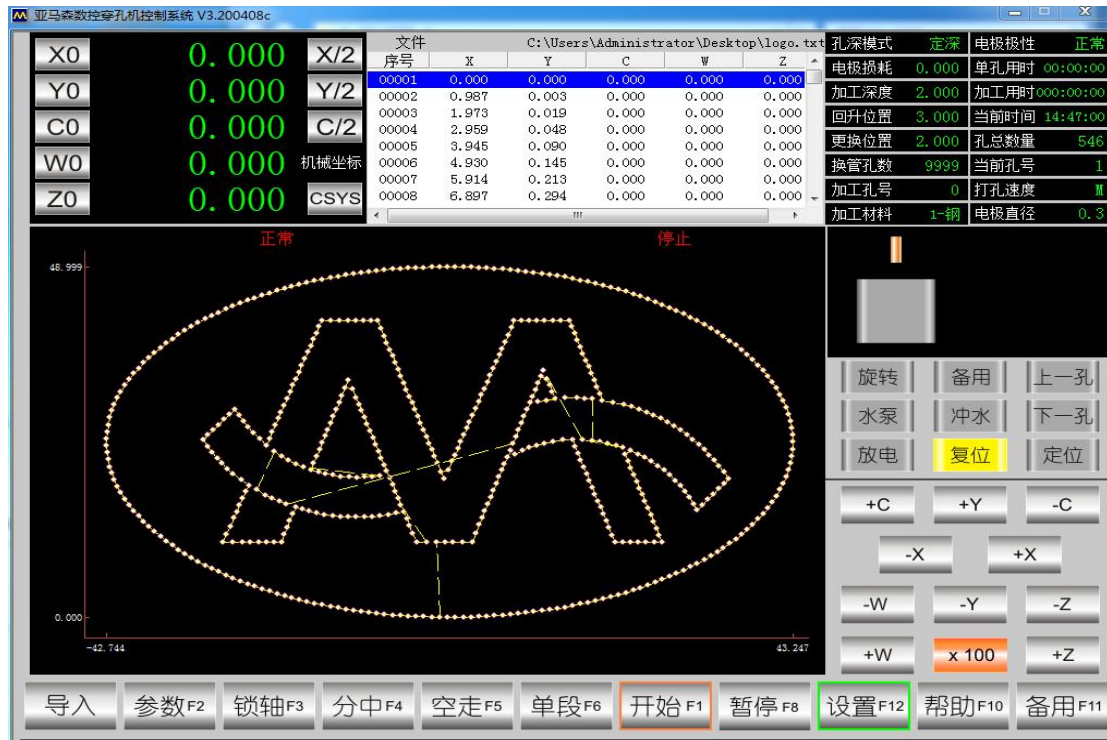 亚马森数控穿孔机控制系统 V3.200408c
X0 0.000 X/2
Y0 0.000 Y/2
C0 0.000 C/2
W0 0.000 机械坐标
Z0 0.000 CSYS
文件 C:\Users\Administrator\Desktop\logo.txt
序号 X Y C W Z
00001 0.000 0.000 0.000 0.000 0.000
00002 0.987 0.003 0.000 0.000 0.000
00003 1.973 0.019 0.000 0.000 0.000
00004 2.959 0.048 0.000 0.000 0.000
00005 3.945 0.090 0.000 0.000 0.000
00006 4.930 0.145 0.000 0.000 0.000
00007 5.914 0.213 0.000 0.000 0.000
00008 6.897 0.294 0.000 0.000 0.000
孔深模式 定深 电极极性 正常
电极损耗 0.000 单孔用时 00:00:00
加工深度 2.000 加工用时 000:00:00
回升位置 3.000 当前时间 14:47:00
更换位置 2.000 孔总数量 546
换管孔数 9999 当前孔号 1
加工孔号 0 打孔速度 M
加工材料 1-钢 电极直径 0.3
正常 停止
48.999
0.000
-42.744 43.247
旋转 备用 上一孔
水泵 冲水 下一孔
放电 复位 定位
+C +Y -C
-X +X
-W -Y -Z
+W x 100 +Z
导入 参数F2 锁轴F3 分中F4 空走F5 单段F6 开始F1 暂停F8 设置F12 帮助F10 备用F11